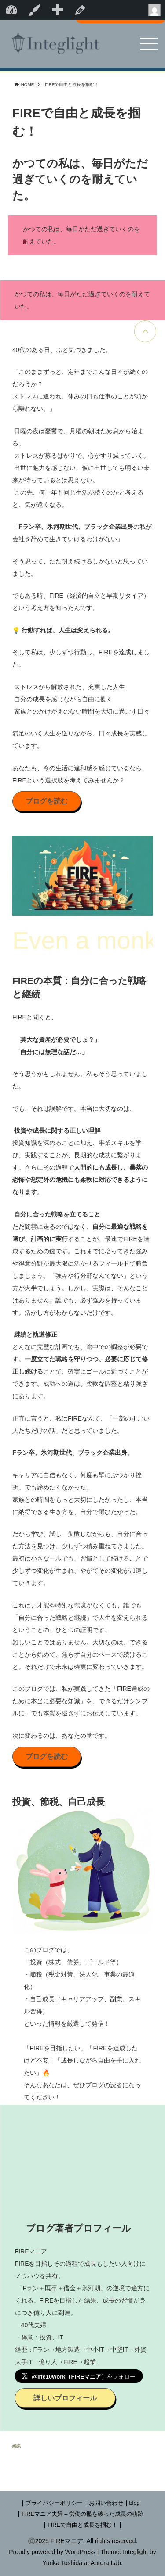 Integlight
HOME > FIREで自由と成長を掴む！
FIREで自由と成長を掴
む！
かつての私は、毎日がただ
過ぎていくのを耐えていた。
かつての私は、毎日がただ過ぎていくのを
耐えていた。
かつての私は、毎日がただ過ぎていくのを耐えて
いた。
40代のある日、ふと気づきました。
「このままずっと、定年までこんな日々が続くの
だろうか？
ストレスに追われ、休みの日も仕事のことが頭か
ら離れない。」
日曜の夜は憂鬱で、月曜の朝はため息から始ま
る。
ストレスが募るばかりで、心がすり減っていく。
出世に魅力を感じない。仮に出世しても明るい未
来が待っているとは思えない。
この先、何十年も同じ生活が続くのかと考える
と、気が遠くなる。
「Fラン卒、氷河期世代、ブラック企業出身の私が
会社を辞めて生きていけるわけがない」
そう思って、ただ耐え続けるしかないと思ってい
ました。
でもある時、FIRE（経済的自立と早期リタイア）
という考え方を知ったんです。
💡 行動すれば、人生は変えられる。
そして私は、少しずつ行動し、FIREを達成しまし
た。
ストレスから解放された、充実した人生
自分の成長を感じながら自由に働く
家族とのかけがえのない時間を大切に過ごす日々
満足のいく人生を送りながら、日々成長を実感し
ています。
あなたも、今の生活に違和感を感じているなら、
FIREという選択肢を考えてみませんか？
ブログを読む
FIRE
Even a monk
FIREの本質：自分に合った戦略
と継続
FIREと聞くと、
「莫大な資産が必要でしょ？」
「自分には無理な話だ…」
そう思うかもしれません。私もそう思っていまし
た。
でも、それは誤解です。本当に大切なのは、
投資や成長に関する正しい理解
投資知識を深めることに加え、事業スキルを学
び、実践することが、長期的な成功に繋がりま
す。さらにその過程で人間的にも成長し、暴落の
恐怖や想定外の危機にも柔軟に対応できるように
なります。
自分に合った戦略を立てること
ただ闇雲に走るのではなく、自分に最適な戦略を
選び、計画的に実行することが、最速でFIREを達
成するための鍵です。これまでに培ってきた強み
や得意分野が最大限に活かせるフィールドで勝負
しましょう。「強みや得意分野なんてない」という
方が大半でしょう。しかし、実際は、そんなこと
はありません。誰でも、必ず強みを持っていま
す。活かし方がわからないだけです。
継続と軌道修正
どんなに完璧な計画でも、途中での調整が必要で
す。一度立てた戦略を守りつつ、必要に応じて修
正し続けることで、確実にゴールに近づくことが
できます。成功への道は、柔軟な調整と粘り強さ
にあります。
正直に言うと、私はFIREなんて、「一部のすごい
人たちだけの話」だと思っていました。
Fラン卒、氷河期世代、ブラック企業出身。
キャリアに自信もなく、何度も壁にぶつかり挫
折。でも諦めたくなかった。
家族との時間をもっと大切にしたかったし、本当
に納得できる生き方を、自分で選びたかった。
だから学び、試し、失敗しながらも、自分に合っ
た方法を見つけ、少しずつ積み重ねてきました。
最初は小さな一歩でも、習慣として続けることで
少しずつ変化が生まれ、やがてその変化が加速し
ていきます。
これは、才能や特別な環境がなくても、誰でも
「自分に合った戦略と継続」で人生を変えられる
ということの、ひとつの証明です。
難しいことではありません。大切なのは、できる
ことから始めて、焦らず自分のペースで続けるこ
と。それだけで未来は確実に変わっていきます。
このブログでは、私が実践してきた「FIRE達成の
ために本当に必要な知識」を、できるだけシンプ
ルに、でも本質を逃さずにお伝えしています。
次に変わるのは、あなたの番です。
ブログを読む
投資、節税、自己成長
このブログでは、
・投資（株式、債券、ゴールド等）
・節税（税金対策、法人化、事業の最適
化）
・自己成長（キャリアアップ、副業、スキ
ル習得）
といった情報を厳選して発信！
「FIREを目指したい」「FIREを達成した
けど不安」「成長しながら自由を手に入れ
たい」🔥
そんなあなたは、ぜひブログの読者になっ
てください！
ブログ著者プロフィール
FIREマニア
FIREを目指しその過程で成長もしたい人向けに
ノウハウを共有。
「Fラン＋既卒＋借金＋氷河期」の逆境で途方に
くれる。FIREを目指した結果、成長の習慣が身
につき億り人に到達。
・40代夫婦
・得意：投資、IT
経歴：Fラン→地方製造→中小IT→中堅IT→外資
大手IT→億り人→FIRE→起業
@life10work（FIREマニア）をフォロー
詳しいプロフィール
編集
| プライバシーポリシー | お問い合わせ | blog
| FIREマニア夫婦 – 労働の檻を破った成長の軌跡
| FIREで自由と成長を掴む！ |
©2025 FIREマニア. All rights reserved.
Proudly powered by WordPress | Theme: Integlight by
Yurika Toshida at Aurora Lab.